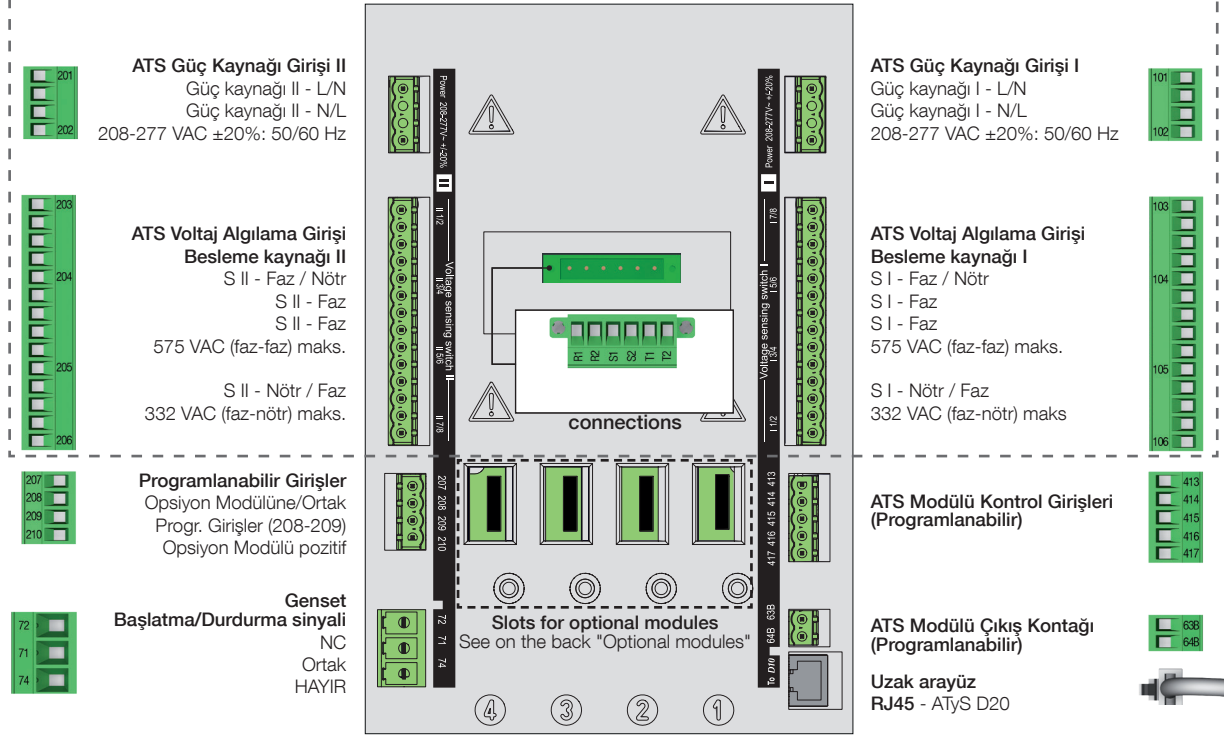 201
202
ATS Güç Kaynağı Girişi II
Güç kaynağı II - L/N
Güç kaynağı II - N/L
208-277 VAC ±20%: 50/60 Hz
203
204
205
206
ATS Voltaj Algılama Girişi
Besleme kaynağı II
S II - Faz / Nötr
S II - Faz
S II - Faz
575 VAC (faz-faz) maks.
S II - Nötr / Faz
332 VAC (faz-nötr) maks.
207
208
209
210
Programlanabilir Girişler
Opsiyon Modülüne/Ortak
Progr. Girişler (208-209)
Opsiyon Modülü pozitif
72
71
74
Genset
Başlatma/Durdurma sinyali
NC
Ortak
HAYIR
Power 208-277V~ +/-20%
II
II 1/2
II 3/4
II 5/6
II 7/8
Voltage sensing switch II
207 208 209 210
72
71
74
R1 R2 S1 S2 T1 T2
connections
Slots for optional modules
See on the back "Optional modules"
4 3 2 1
Power 208-277V~ +/-20%
I
I 7/8
I 5/6
I 3/4
I 1/2
Voltage sensing switch I
417 416 415 414 413
64B 63B
To D10
ATS Güç Kaynağı Girişi I
Güç kaynağı I - L/N
Güç kaynağı I - N/L
208-277 VAC ±20%: 50/60 Hz
101
102
ATS Voltaj Algılama Girişi
Besleme kaynağı I
S I - Faz / Nötr
S I - Faz
S I - Faz
575 VAC (faz-faz) maks.
S I - Nötr / Faz
332 VAC (faz-nötr) maks
103
104
105
106
ATS Modülü Kontrol Girişleri
(Programlanabilir)
413
414
415
416
417
ATS Modülü Çıkış Kontağı
(Programlanabilir)
63B
64B
Uzak arayüz
RJ45 - ATyS D20